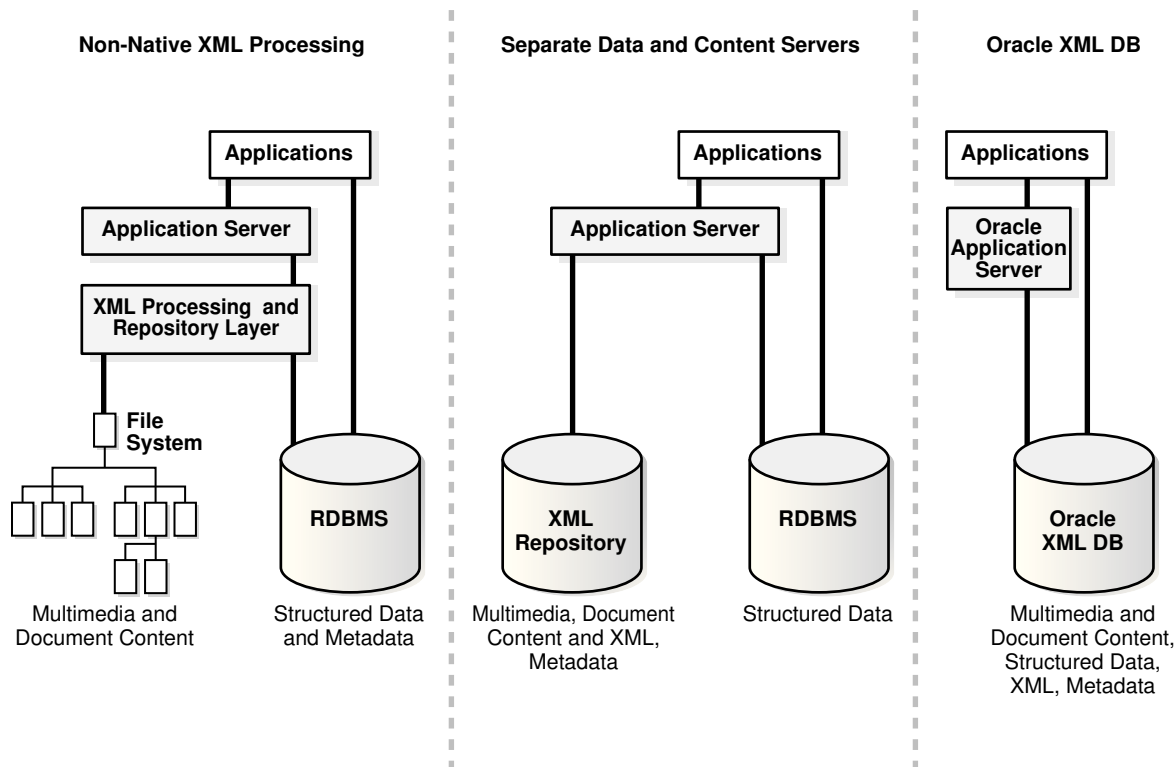 Non-Native XML Processing
Applications
Application Server
XML Processing and
Repository Layer
File
System
RDBMS
Multimedia and
Document Content
Structured Data
and Metadata
Separate Data and Content Servers
Applications
Application Server
XML
Repository
RDBMS
Multimedia, Document
Content and XML,
Metadata
Structured Data
Oracle XML DB
Applications
Oracle
Application
Server
Oracle
XML DB
Multimedia and
Document Content,
Structured Data,
XML, Metadata